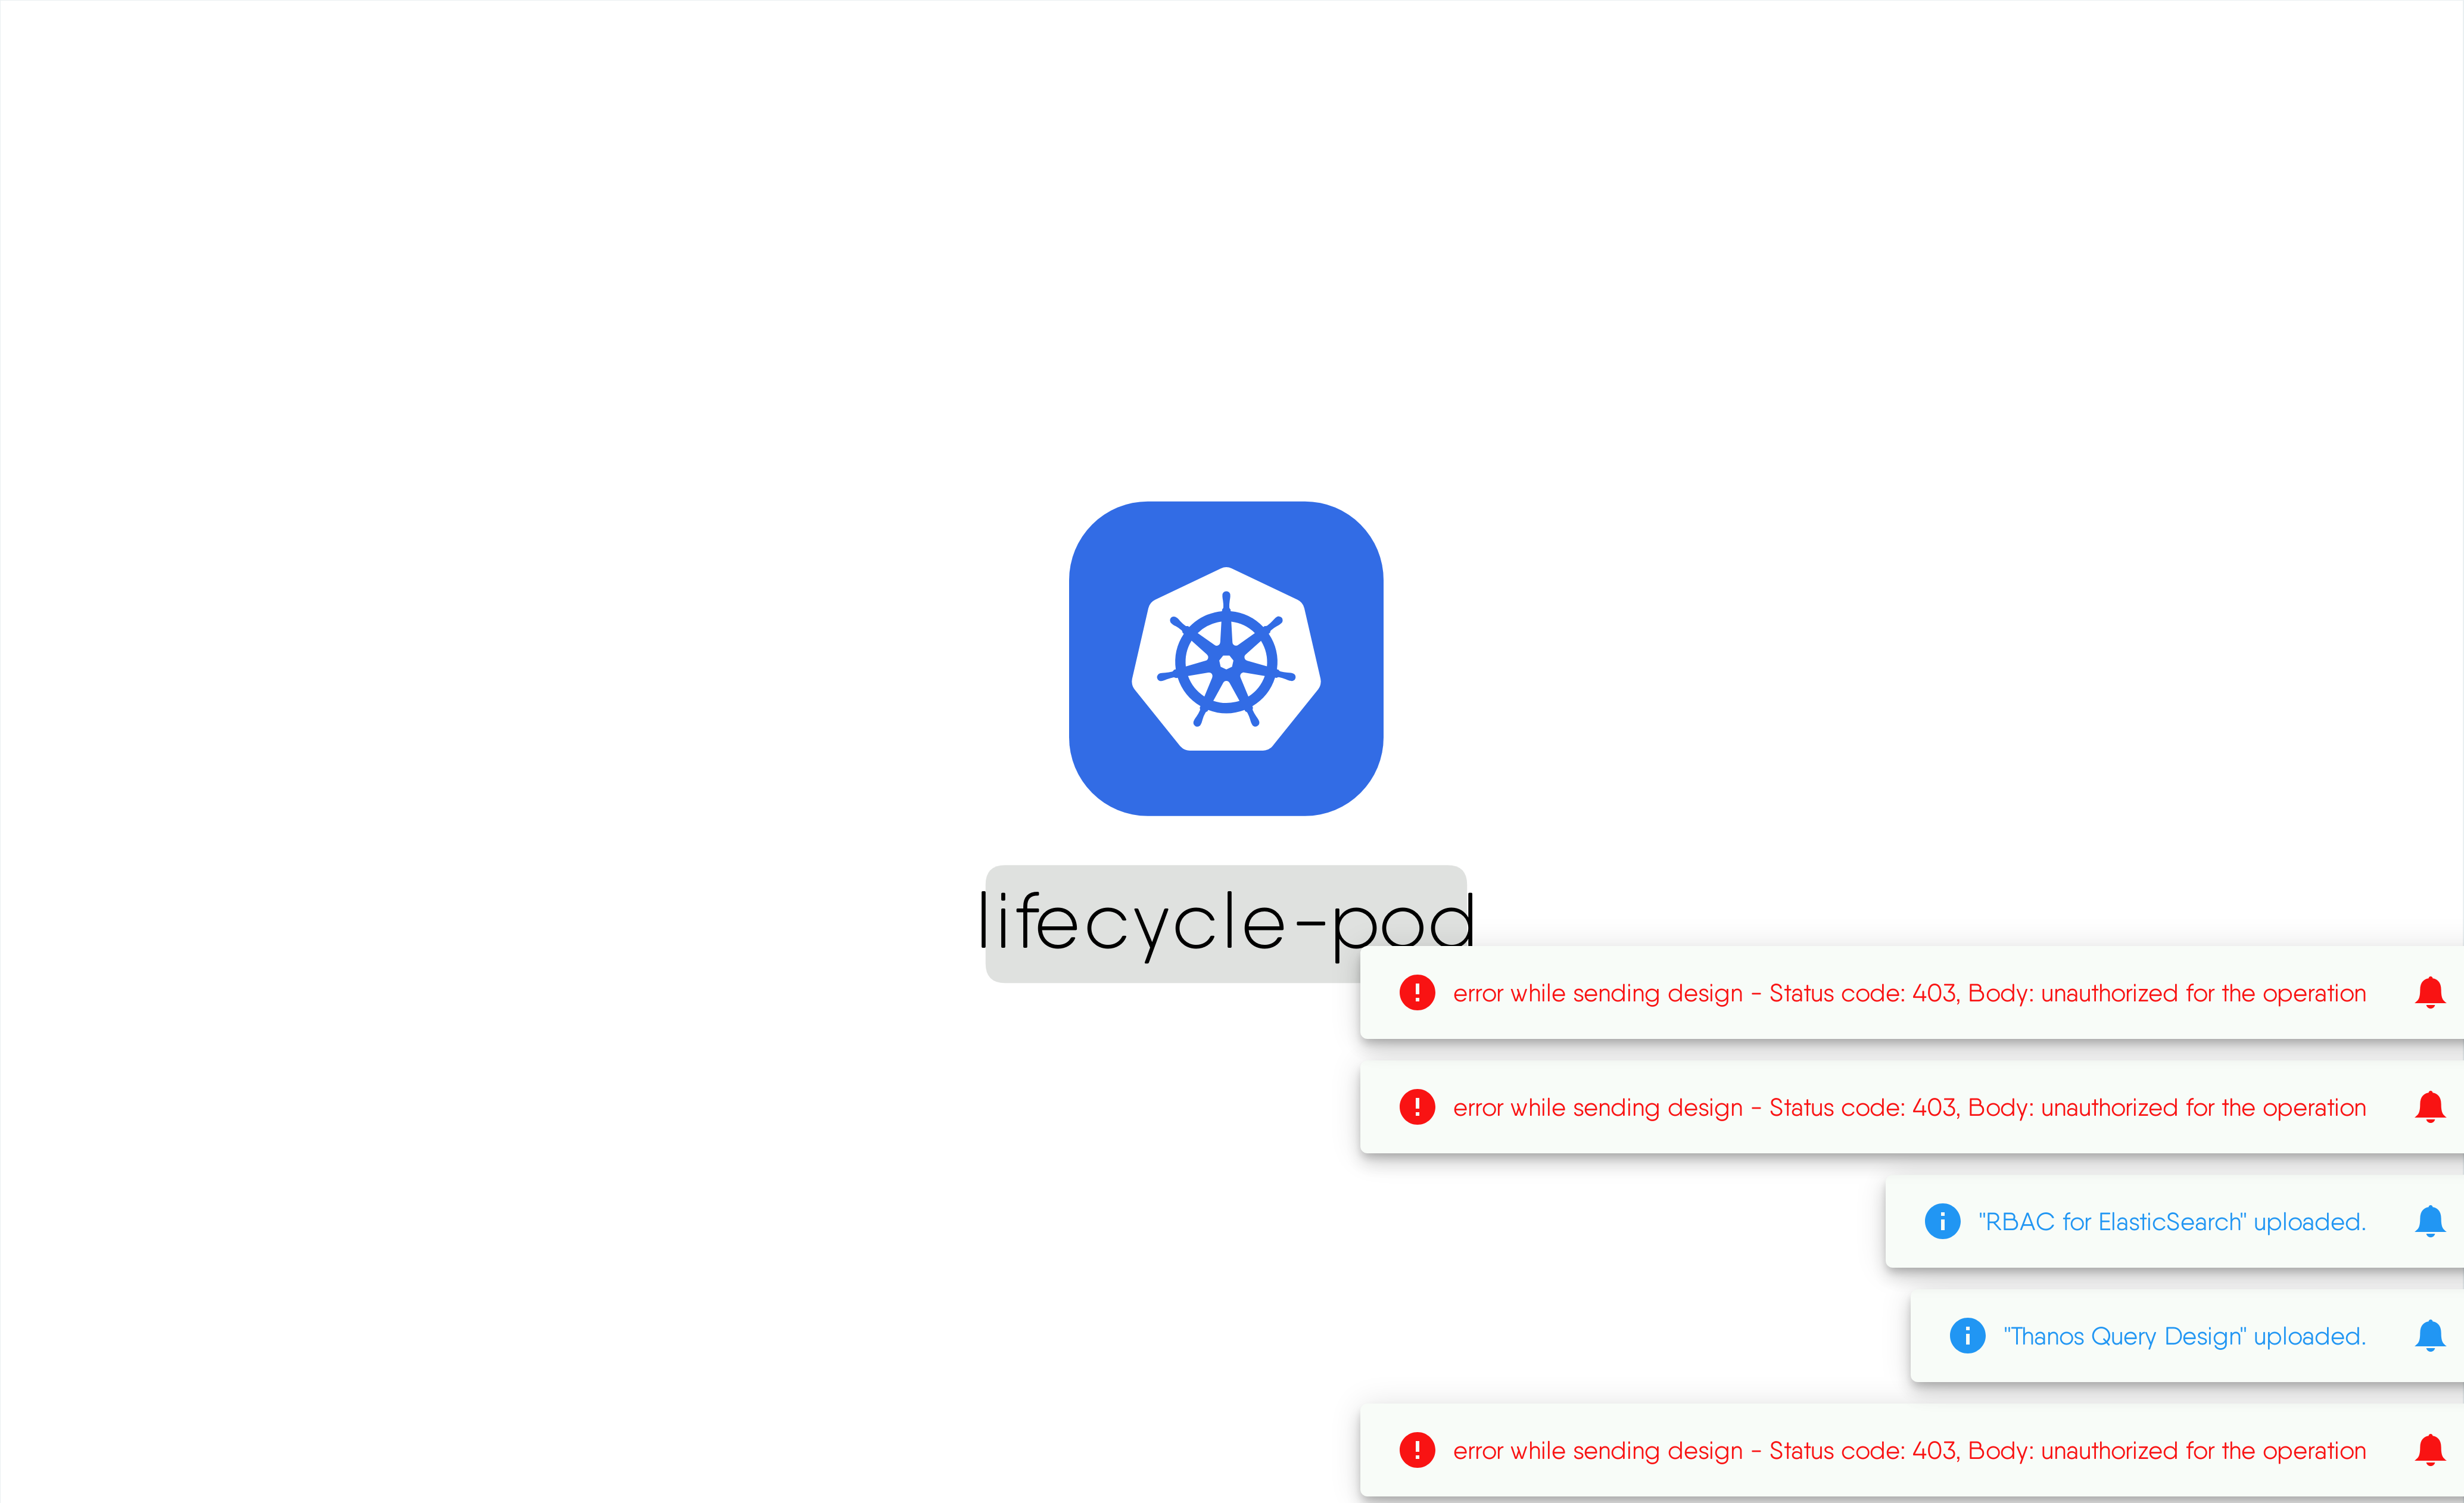 lifecycle-pod
error while sending design - Status code: 403, Body: unauthorized for the operation
error while sending design - Status code: 403, Body: unauthorized for the operation
"RBAC for ElasticSearch" uploaded.
"Thanos Query Design" uploaded.
error while sending design - Status code: 403, Body: unauthorized for the operation